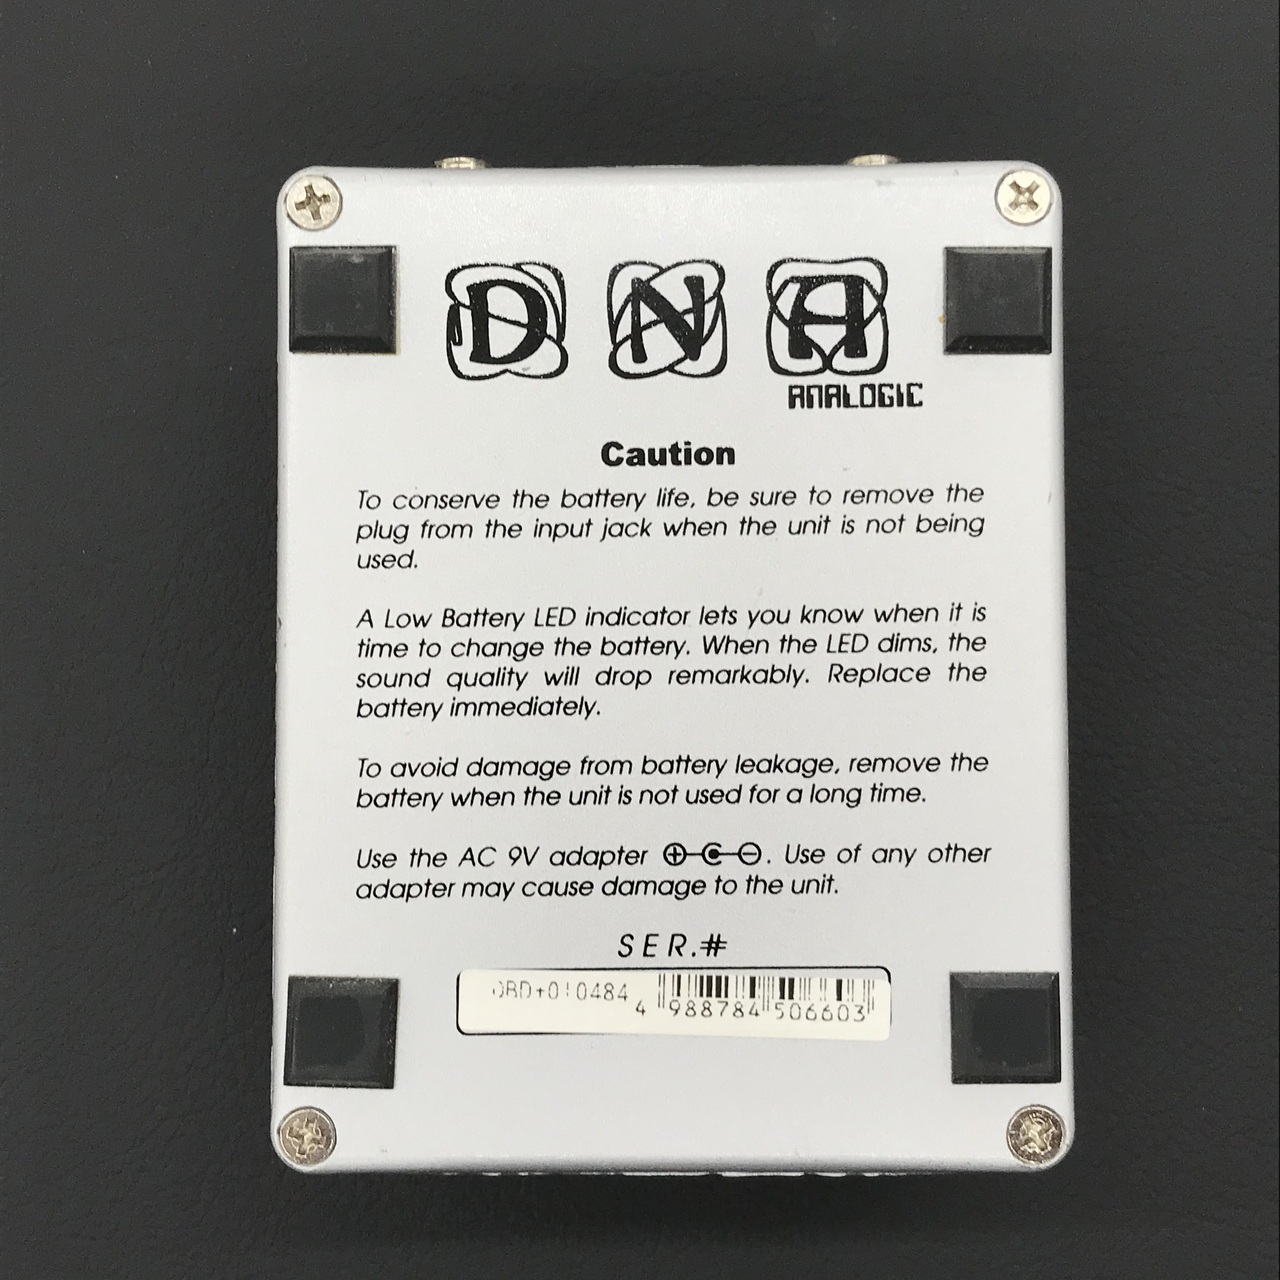 DNA
ANALOGIC
Caution
To conserve the battery life, be sure to remove the
plug from the input jack when the unit is not being
used.
A Low Battery LED indicator lets you know when it is
time to change the battery. When the LED dims, the
sound quality will drop remarkably. Replace the
battery immediately.
To avoid damage from battery leakage, remove the
battery when the unit is not used for a long time.
Use the AC 9V adapter ⊕-C-⊖. Use of any other
adapter may cause damage to the unit.
SER.#
4 988784 506603